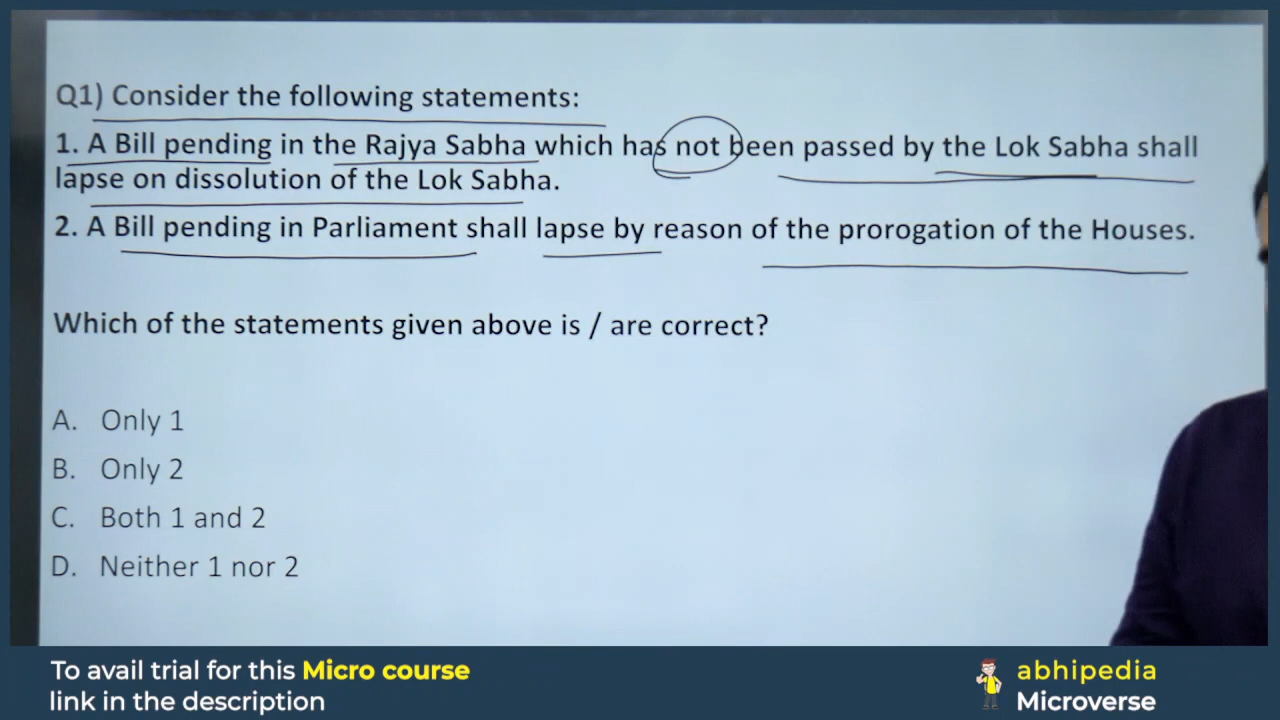 Q1) Consider the following statements:
1. A Bill pending in the Rajya Sabha which has not been passed by the Lok Sabha shall
lapse on dissolution of the Lok Sabha.
2. A Bill pending in Parliament shall lapse by reason of the prorogation of the Houses.
Which of the statements given above is / are correct?
A. Only 1
B. Only 2
C. Both 1 and 2
D. Neither 1 nor 2
To avail trial for this Micro course
link in the description
abhipedia
Microverse